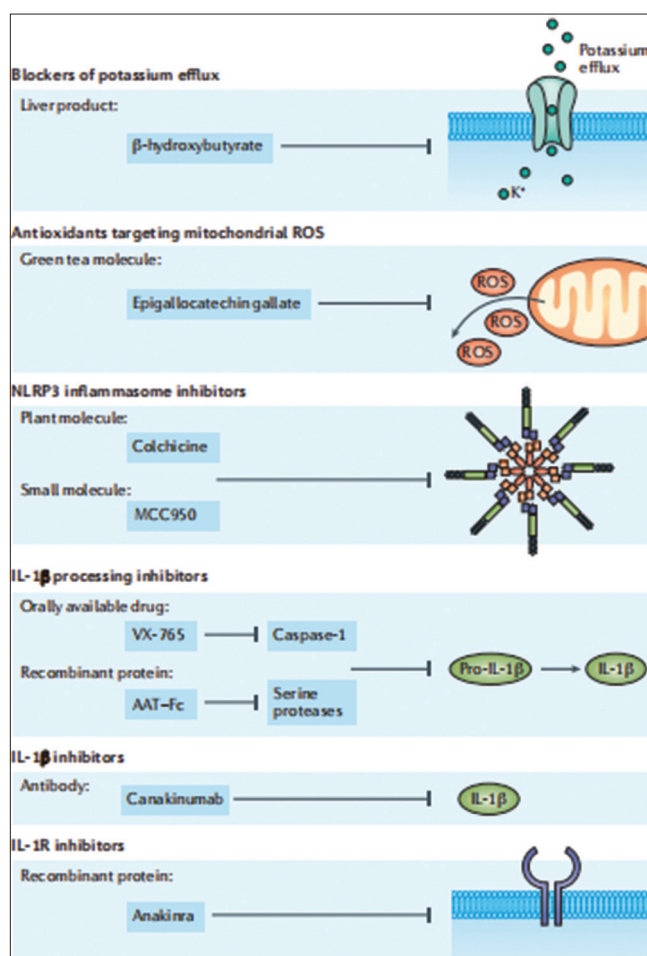 Potassium
efflux
Blockers of potassium efflux
Liver product:
β-hydroxybutyrate
K⁺
Antioxidants targeting mitochondrial ROS
Green tea molecule:
Epigallocatechin gallate
ROS
ROS
ROS
NLRP3 inflammasome inhibitors
Plant molecule:
Colchicine
Small molecule:
MCC950
IL-1β processing inhibitors
Orally available drug:
VX-765
Caspase-1
Pro-IL-1β
IL-1β
Recombinant protein:
AAT–Fc
Serine
proteases
IL-1β inhibitors
Antibody:
Canakinumab
IL-1β
IL-1R inhibitors
Recombinant protein:
Anakinra